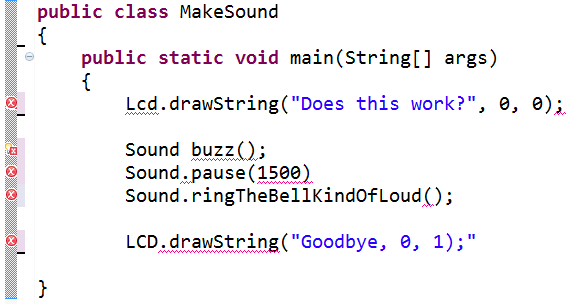 public class MakeSound
{
public static void main(String[] args)
{
Lcd.drawString("Does this work?", 0, 0);
Sound buzz();
Sound.pause(1500)
Sound.ringTheBellKindOfLoud();
LCD.drawString("Goodbye, 0, 1);"
}